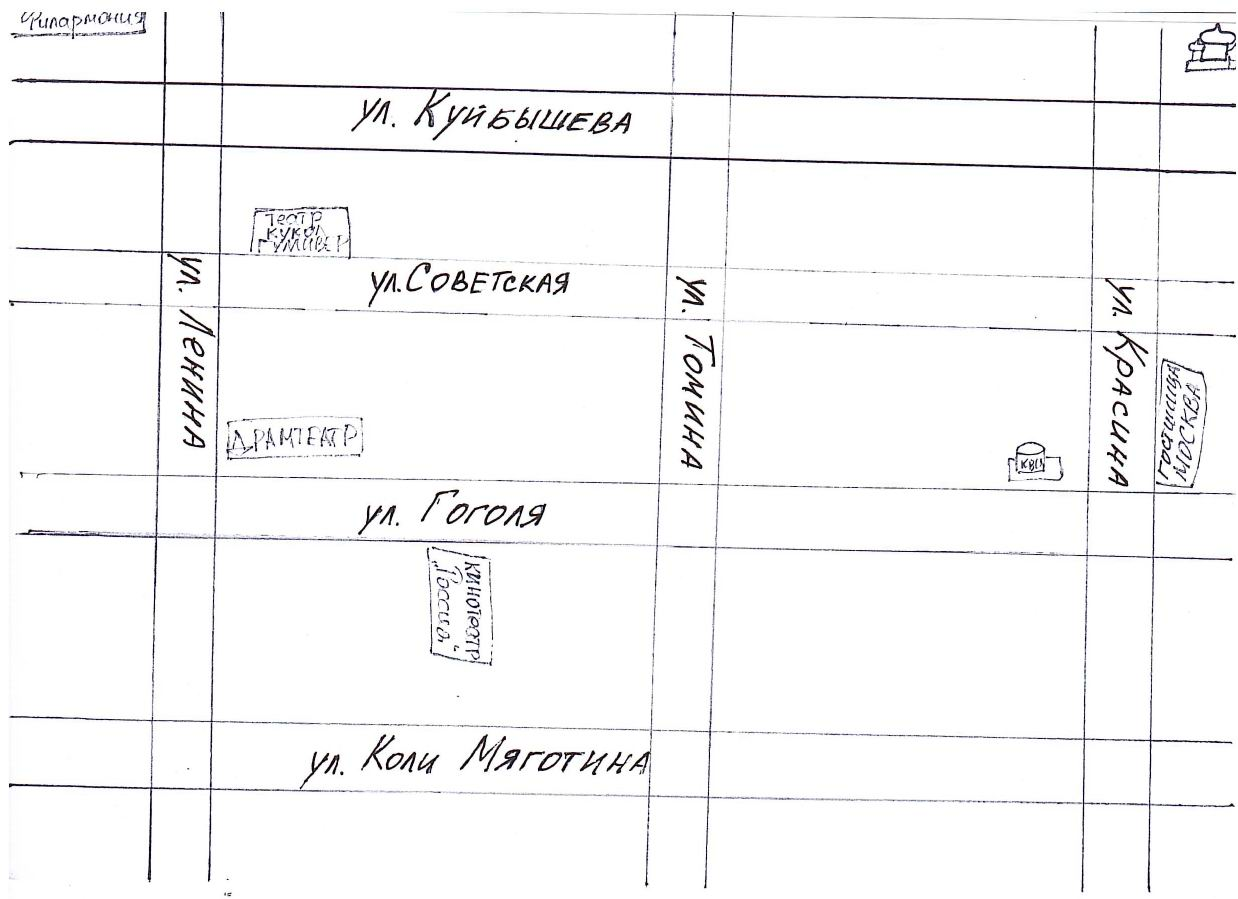 Филармония
ул. Куйбышева
Театр
кукол
Гулливер
ул. Советская
ул. Ленина
ул. Томина
ул. Красина
Гостиница
Москва
Драмтеатр
ул. Гоголя
кинотеатр
"Россия"
ул. Коли Мяготина